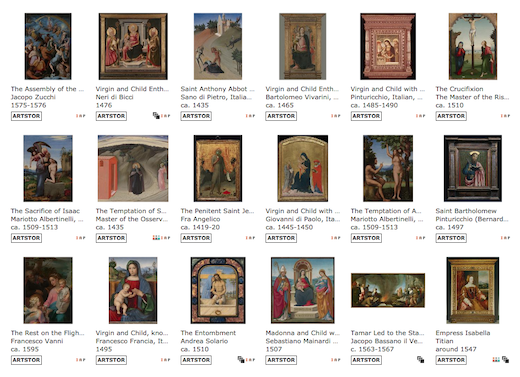 The Assembly of the ...
Jacopo Zucchi
1575-1576
ARTSTOR
Virgin and Child Enth...
Neri di Bicci
1476
ARTSTOR
Saint Anthony Abbot ...
Sano di Pietro, Italia...
ca. 1435
ARTSTOR
Virgin and Child Enth...
Bartolomeo Vivarini, ...
ca. 1465
ARTSTOR
Virgin and Child with ...
Pinturicchio, Italian, ...
ca. 1485-1490
ARTSTOR
The Crucifixion
The Master of the Ris...
ca. 1510
ARTSTOR
The Sacrifice of Isaac
Mariotto Albertinelli, ...
ca. 1509-1513
ARTSTOR
The Temptation of S...
Master of the Osserv...
ca. 1435
ARTSTOR
The Penitent Saint Je...
Fra Angelico
ca. 1419-20
ARTSTOR
Virgin and Child with ...
Giovanni di Paolo, Ita...
ca. 1445-1450
ARTSTOR
The Temptation of A...
Mariotto Albertinelli, ...
ca. 1509-1513
ARTSTOR
Saint Bartholomew
Pinturicchio (Bernard...
ca. 1497
ARTSTOR
The Rest on the Fligh...
Francesco Vanni
ca. 1595
ARTSTOR
Virgin and Child, kno...
Francesco Francia, It...
1495
ARTSTOR
The Entombment
Andrea Solario
ca. 1510
ARTSTOR
Madonna and Child w...
Sebastiano Mainardi ...
1507
ARTSTOR
Tamar Led to the Sta...
Jacopo Bassano il Ve...
c. 1563-1567
ARTSTOR
Empress Isabella
Titian
around 1547
ARTSTOR